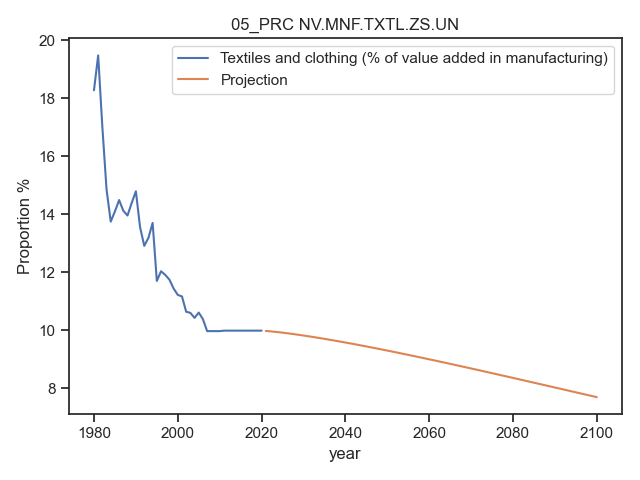 05_PRC NV.MNF.TXTL.ZS.UN
Textiles and clothing (% of value added in manufacturing)
Projection
Proportion %
20
18
16
14
12
10
8
1980
2000
2020
2040
2060
2080
2100
year